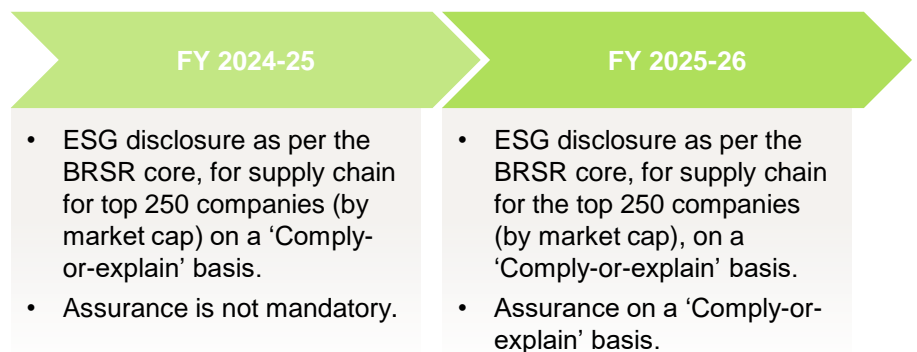 FY 2024-25
• ESG disclosure as per the
BRSR core, for supply chain
for top 250 companies (by
market cap) on a ‘Comply-
or-explain’ basis.
• Assurance is not mandatory.
FY 2025-26
• ESG disclosure as per the
BRSR core, for supply chain
for the top 250 companies
(by market cap), on a
‘Comply-or-explain’ basis.
• Assurance on a ‘Comply-or-
explain’ basis.